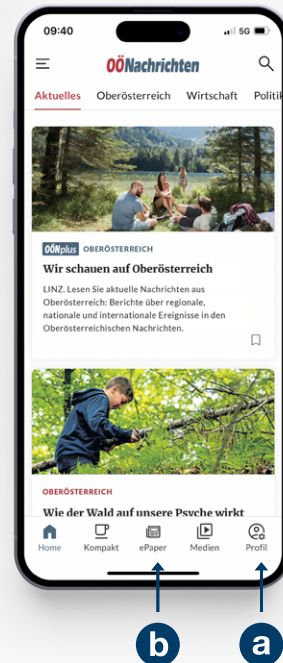 09:40
5G
OÖNachrichten
Aktuelles Oberösterreich Wirtschaft Politik
OÖNplus OBERÖSTERREICH
Wir schauen auf Oberösterreich
LINZ. Lesen Sie aktuelle Nachrichten aus
Oberösterreich: Berichte über regionale,
nationale und internationale Ereignisse in den
Oberösterreichischen Nachrichten.
OBERÖSTERREICH
Wie der Wald auf unsere Psyche wirkt
Home Kompakt ePaper Medien Profil
b a